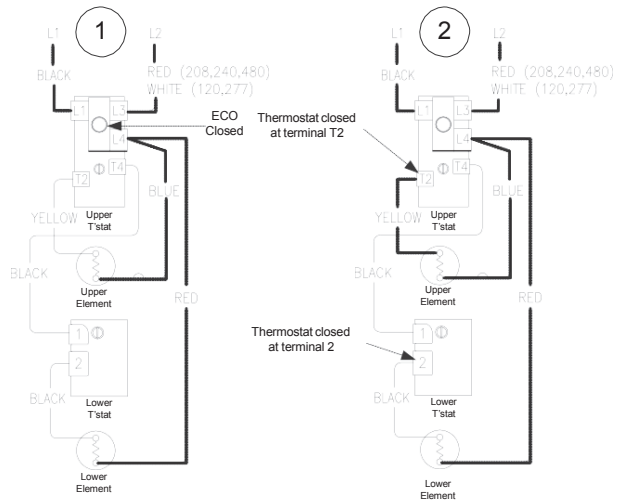 1
L1
L2
BLACK
RED (208,240,480)
WHITE (120,277)
L1
L3
ECO
Closed
L4
T2
T4
YELLOW
BLUE
Upper
T'stat
BLACK
Upper
Element
RED
1
2
BLACK
Lower
T'stat
Lower
Element
2
L1
L2
BLACK
RED (208,240,480)
WHITE (120,277)
L1
L3
Thermostat closed
at terminal T2
L4
T2
T4
YELLOW
BLUE
Upper
T'stat
BLACK
Upper
Element
RED
Thermostat closed
at terminal 2
1
2
BLACK
Lower
T'stat
Lower
Element